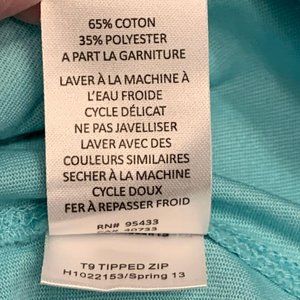 65% COTON
35% POLYESTER
A PART LA GARNITURE
LAVER À LA MACHINE À
L'EAU FROIDE
CYCLE DÉLICAT
NE PAS JAVELLISER
LAVER AVEC DES
COULEURS SIMILAIRES
SECHER À LA MACHINE
CYCLE DOUX
FER À REPASSER FROID
RN# 95433
T9 TIPPED ZIP
H1022153/Spring 13